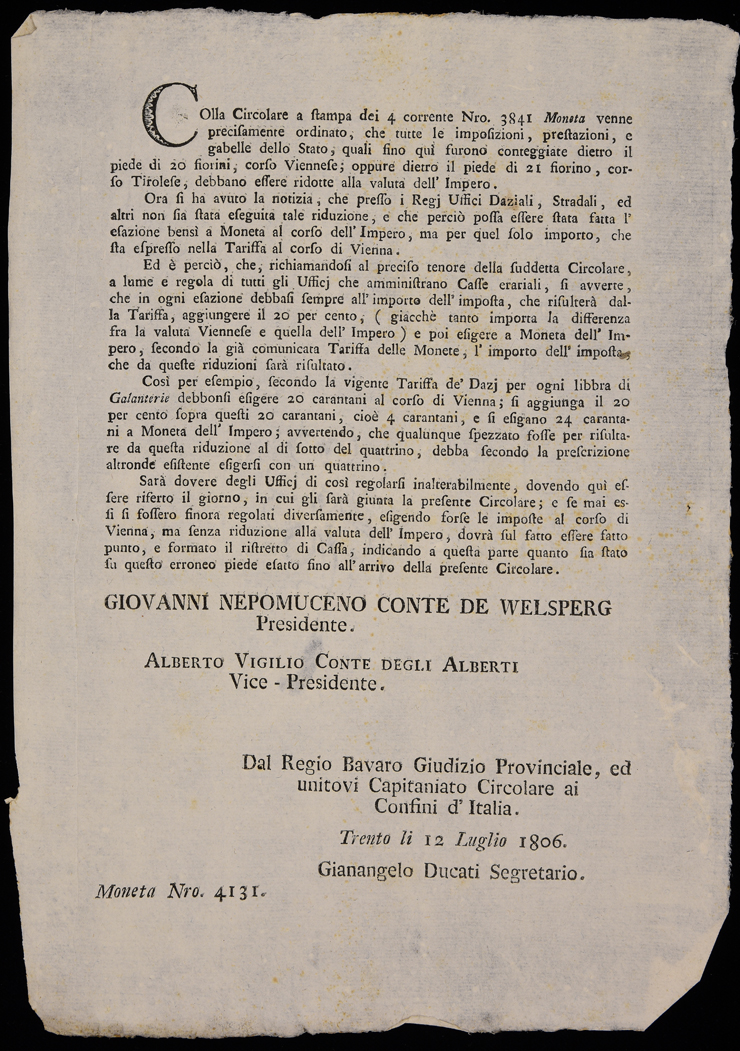 COlla Circolare a ſtampa dei 4 corrente Nro. 3841 Moneta venne
preciſamente ordinato, che tutte le impoſizioni, preſtazioni, e
gabelle dello Stato, quali fino quì furono conteggiate dietro il
piede di 20 fiorini, corſo Viennefe; oppure dietro il piede di 21 fiorino, cor-
ſo Tiroleſe, debbano eſſere ridotte alla valuta dell' Impero.
Ora ſi ha avuto la notizia, che preſſo i Regj Uffici Daziali, Stradali, ed
altri non ſia ſtata eſeguita tale riduzione, e che perciò poſſa eſſere ſtata fatta l'
eſazione bensì a Moneta al corſo dell' Impero, ma per quel ſolo importo, che
ſta eſpreſſo nella Tariffa al corſo di Vienna.
Ed è perciò, che, richiamandoſi al preciſo tenore della ſuddetta Circolare,
a lume e regola di tutti gli Ufficj che amminiſtrano Caſſe erariali, ſi avverte,
che in ogni eſazione debbaſi ſempre all' importo dell' impoſta, che riſulterà dal-
la Tariffa, aggiungere il 20 per cento, ( giacchè tanto importa la differenza
fra la valuta Vienneſe e quella dell' Impero ) e poi eſigere a Moneta dell' Im-
pero, ſecondo la già comunicata Tariffa delle Monete, l' importo dell' impoſta,
che da queſte riduzioni ſarà riſultato.
Così per eſempio, ſecondo la vigente Tariffa de' Dazj per ogni libbra di
Galanterie debbonſi eſigere 20 carantani al corſo di Vienna; ſi aggiunga il 20
per cento ſopra queſti 20 carantani, cioè 4 carantani, e ſi eſigano 24 caranta-
ni a Moneta dell' Impero; avvertendo, che qualunque ſpezzato foſſe per riſulta-
re da queſta riduzione al di ſotto del quattrino, debba ſecondo la preſcrizione
altronde eſiſtente eſigerſi con un quattrino.
Sarà dovere degli Ufficj di così regolarſi inalterabilmente, dovendo quì eſ-
ſere riferto il giorno, in cui gli ſarà giunta la preſente Circolare; e ſe mai eſ-
ſi ſi foſſero finora regolati diverſamente, eſigendo forſe le impoſte al corſo di
Vienna, ma ſenza riduzione alla valuta dell' Impero, dovrà ſul fatto eſſere fatto
punto, e formato il riſtretto di Caſſa, indicando a queſta parte quanto ſia ſtato
ſu queſto erroneo piede eſatto fino all' arrivo della preſente Circolare.
GIOVANNI NEPOMUCENO CONTE DE WELSPERG
Presidente.
ALBERTO VIGILIO CONTE DEGLI ALBERTI
Vice - Presidente.
Dal Regio Bavaro Giudizio Provinciale, ed
unitovi Capitaniato Circolare ai
Confini d' Italia.
Trento li 12 Luglio 1806.
Gianangelo Ducati Segretario.
Moneta Nro. 4131.